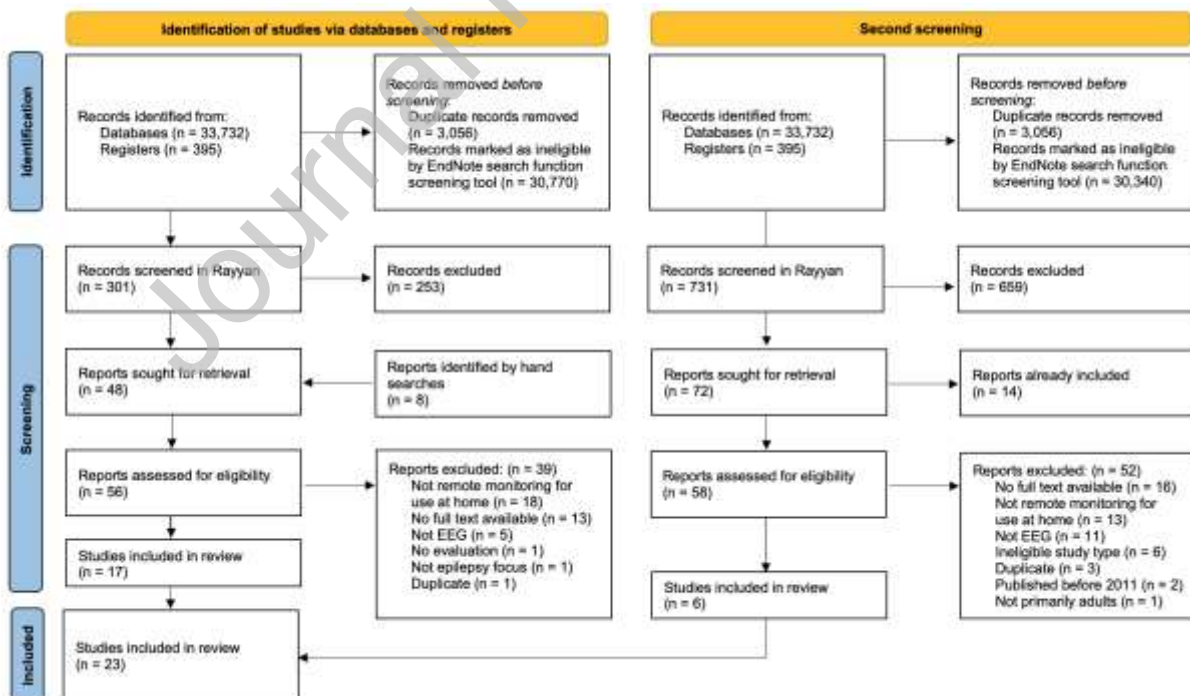 Identification of studies via databases and registers
Second screening
Identification
Records identified from:
Databases (n = 33,732)
Registers (n = 395)
Records removed before
screening:
Duplicate records removed
(n = 3,056)
Records marked as ineligible
by EndNote search function
screening tool (n = 30,770)
Records identified from:
Databases (n = 33,732)
Registers (n = 395)
Records removed before
screening:
Duplicate records removed
(n = 3,056)
Records marked as ineligible
by EndNote search function
screening tool (n = 30,340)
Screening
Records screened in Rayyan
(n = 301)
Records excluded
(n = 253)
Records screened in Rayyan
(n = 731)
Records excluded
(n = 659)
Reports sought for retrieval
(n = 48)
Reports identified by hand
searches
(n = 8)
Reports sought for retrieval
(n = 72)
Reports already included
(n = 14)
Reports assessed for eligibility
(n = 56)
Reports excluded: (n = 39)
Not remote monitoring for
use at home (n = 18)
No full text available (n = 13)
Not EEG (n = 5)
No evaluation (n = 1)
Not epilepsy focus (n = 1)
Duplicate (n = 1)
Reports assessed for eligibility
(n = 58)
Reports excluded: (n = 52)
No full text available (n = 16)
Not remote monitoring for
use at home (n = 13)
Not EEG (n = 11)
Ineligible study type (n = 6)
Duplicate (n = 3)
Published before 2011 (n = 2)
Not primarily adults (n = 1)
Studies included in review
(n = 17)
Studies included in review
(n = 6)
Included
Studies included in review
(n = 23)
Journal